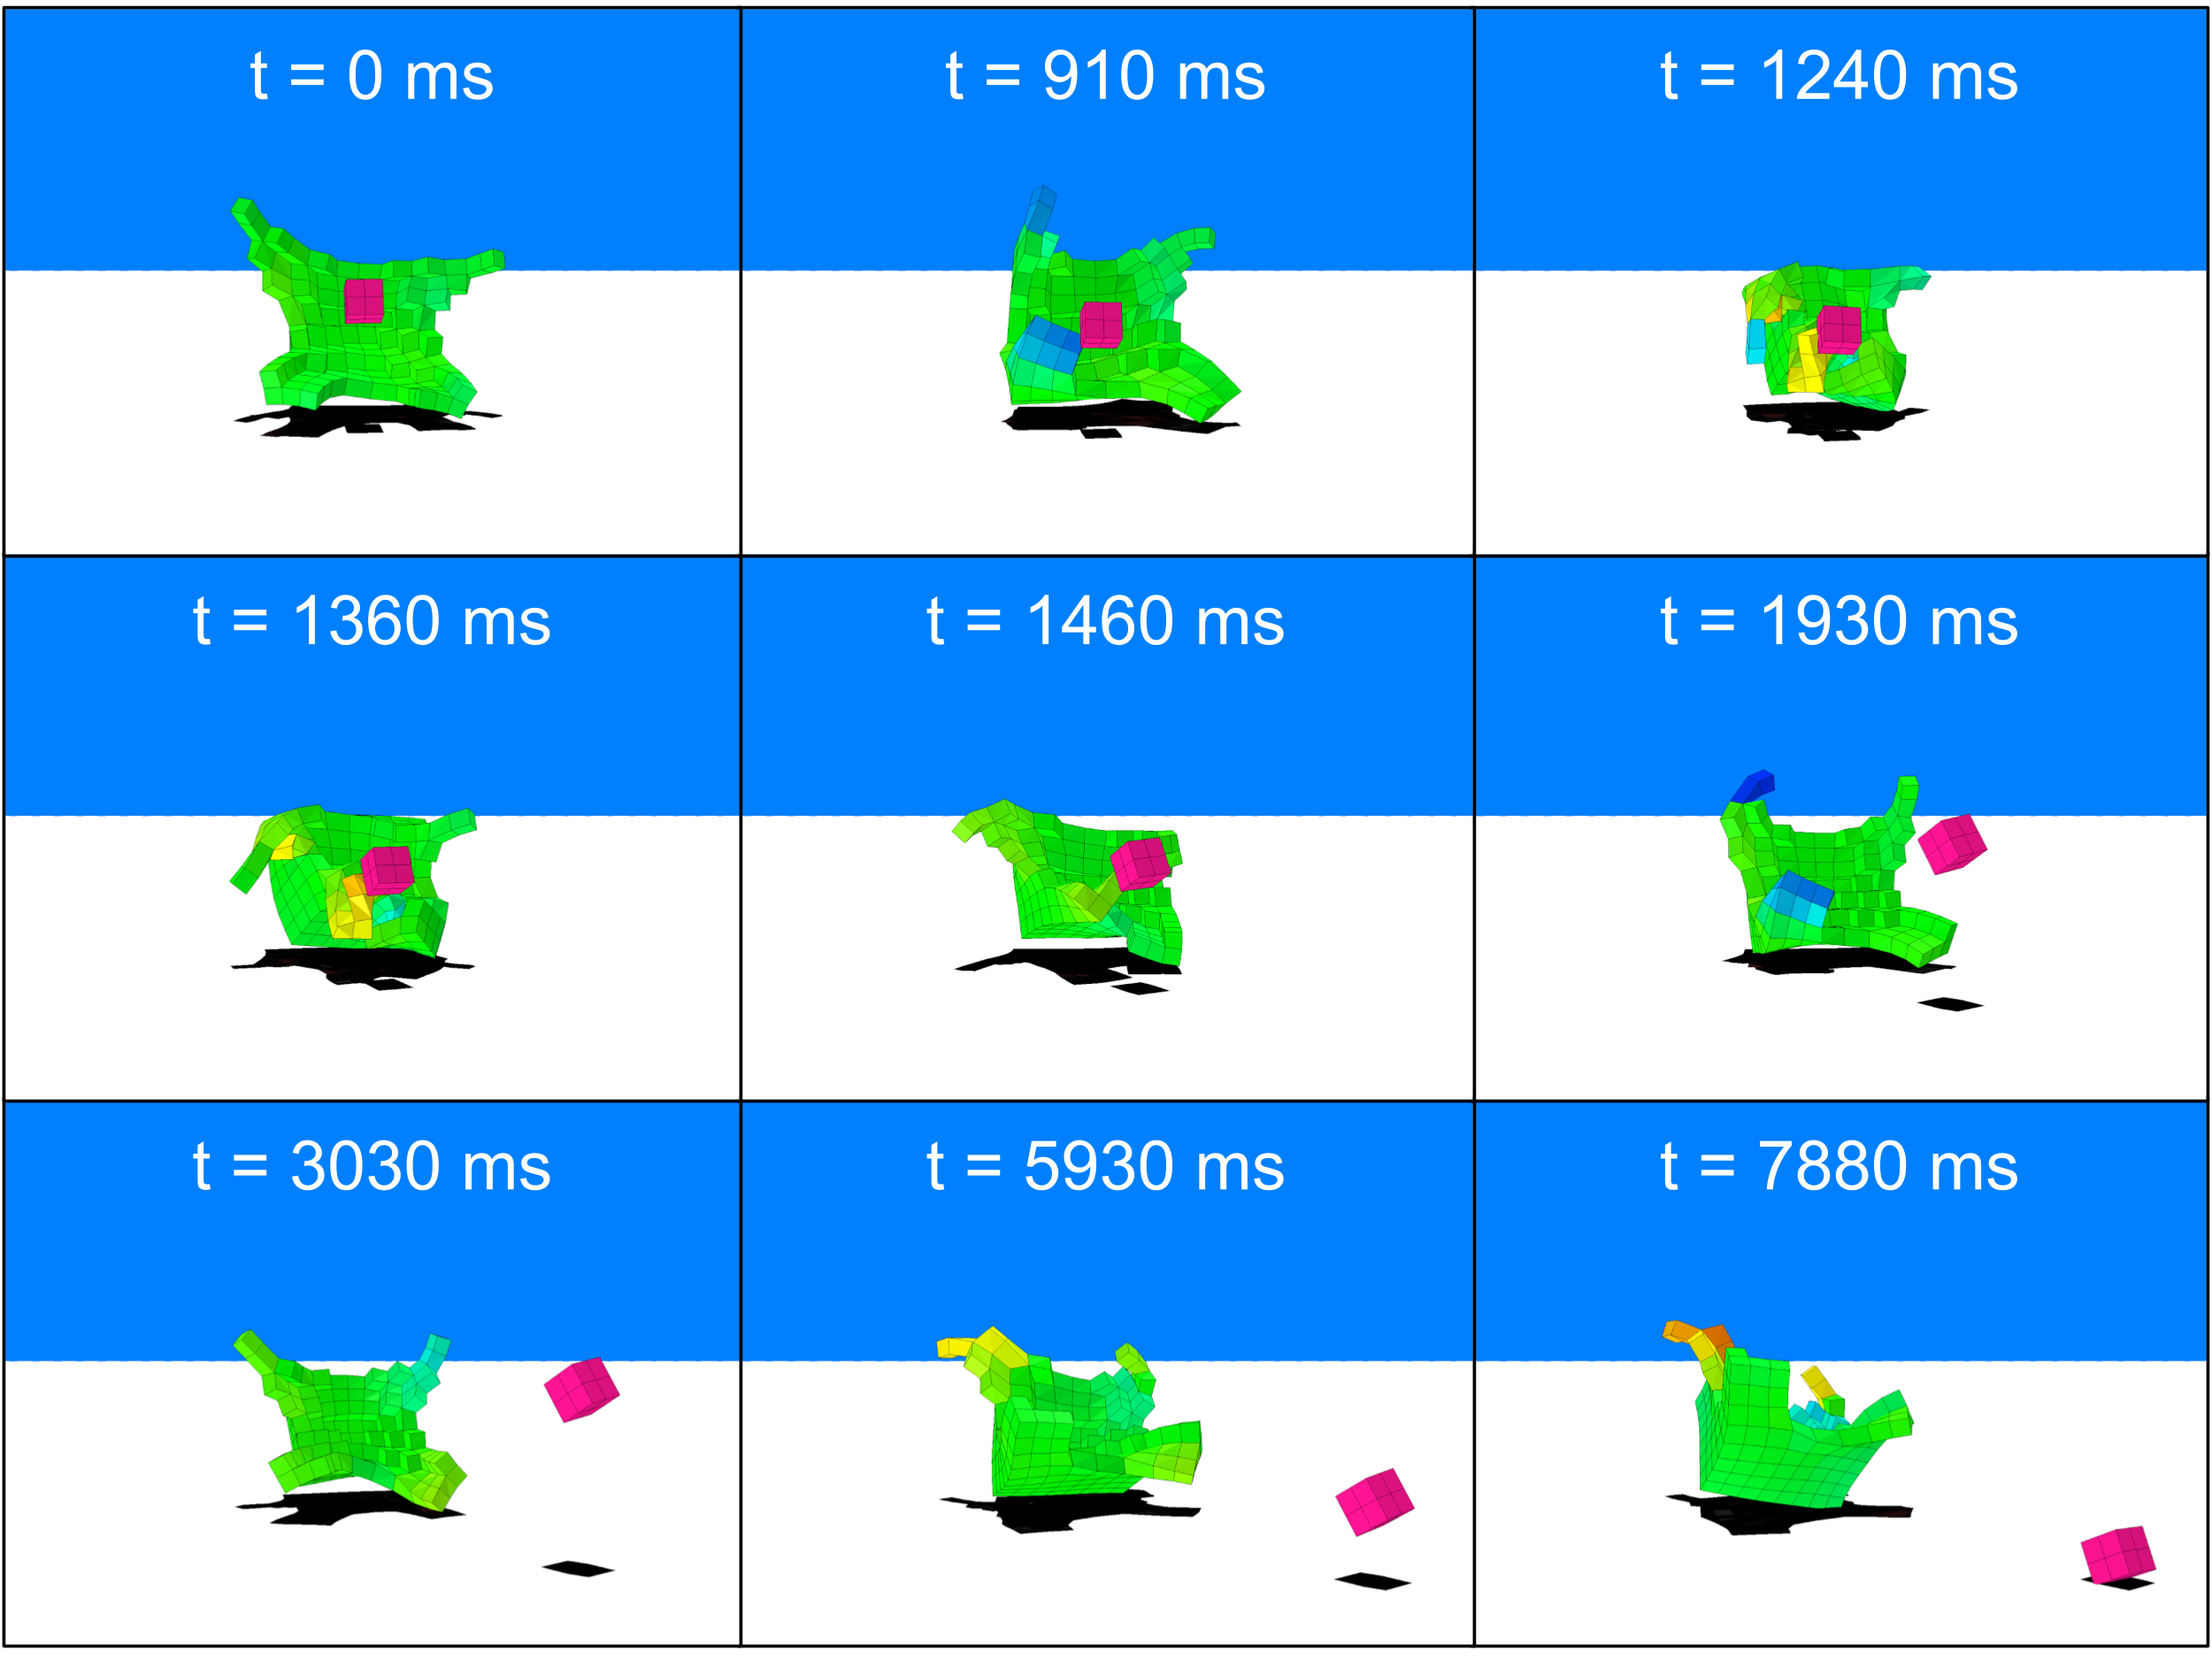 t = 0 ms
t = 910 ms
t = 1240 ms
t = 1360 ms
t = 1460 ms
t = 1930 ms
t = 3030 ms
t = 5930 ms
t = 7880 ms